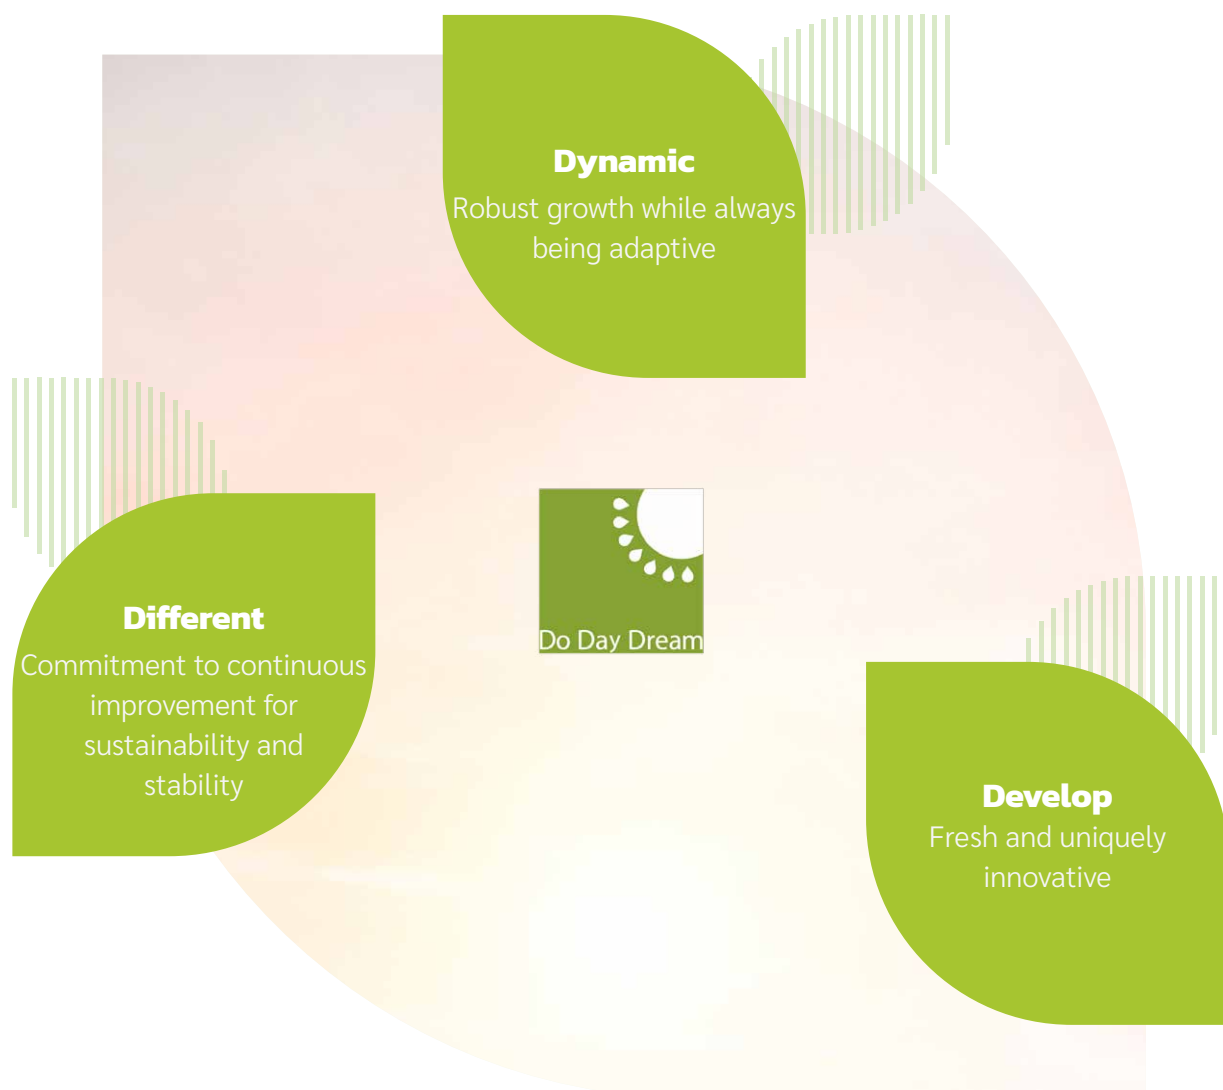 Dynamic
Robust growth while always
being adaptive
Different
Commitment to continuous
improvement for
sustainability and
stability
Do Day Dream
Develop
Fresh and uniquely
innovative